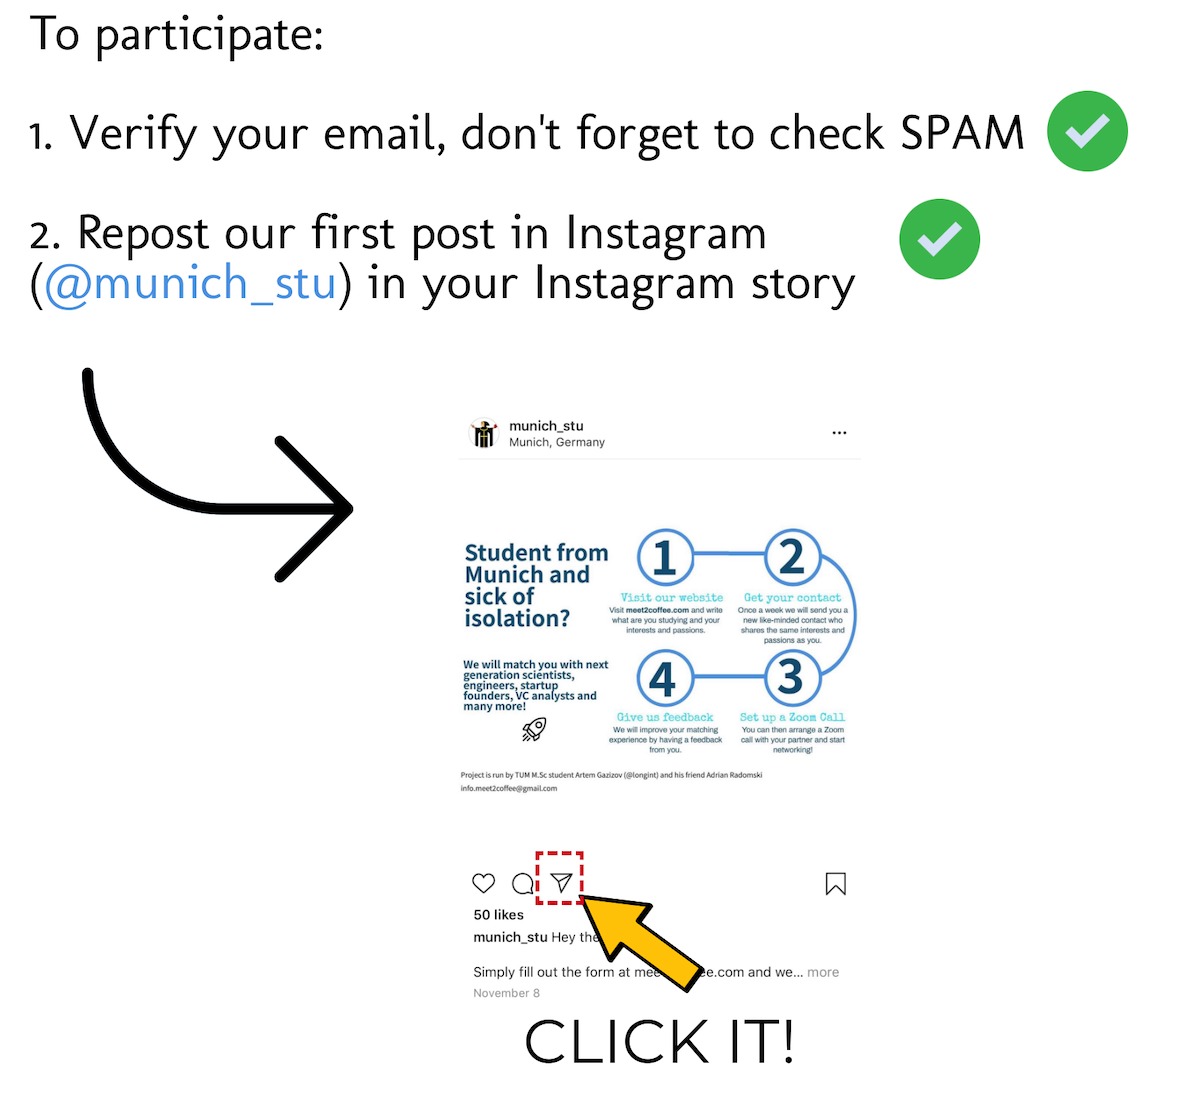 To participate:
1. Verify your email, don't forget to check SPAM
2. Repost our first post in Instagram
(@munich_stu) in your Instagram story
munich_stu
Munich, Germany
Student from
Munich and
sick of
isolation?
We will match you with next
generation scientists,
engineers, startup
founders, VC analysts and
many more!
1
Visit our website
Visit meet2coffee.com and write
what are you studying and your
interests and passions.
2
Get your contact
Once a week we will send you a
new like-minded contact who
shares the same interests and
passions as you.
3
Set up a Zoom Call
You can then arrange a Zoom
call with your partner and start
networking!
4
Give us feedback
We will improve your matching
experience by having a feedback
from you.
Project is run by TUM M.Sc student Artem Gazizov (@longint) and his friend Adrian Radomski
info.meet2coffee@gmail.com
50 likes
munich_stu Hey the
Simply fill out the form at mee e.com and we... more
November 8
CLICK IT!